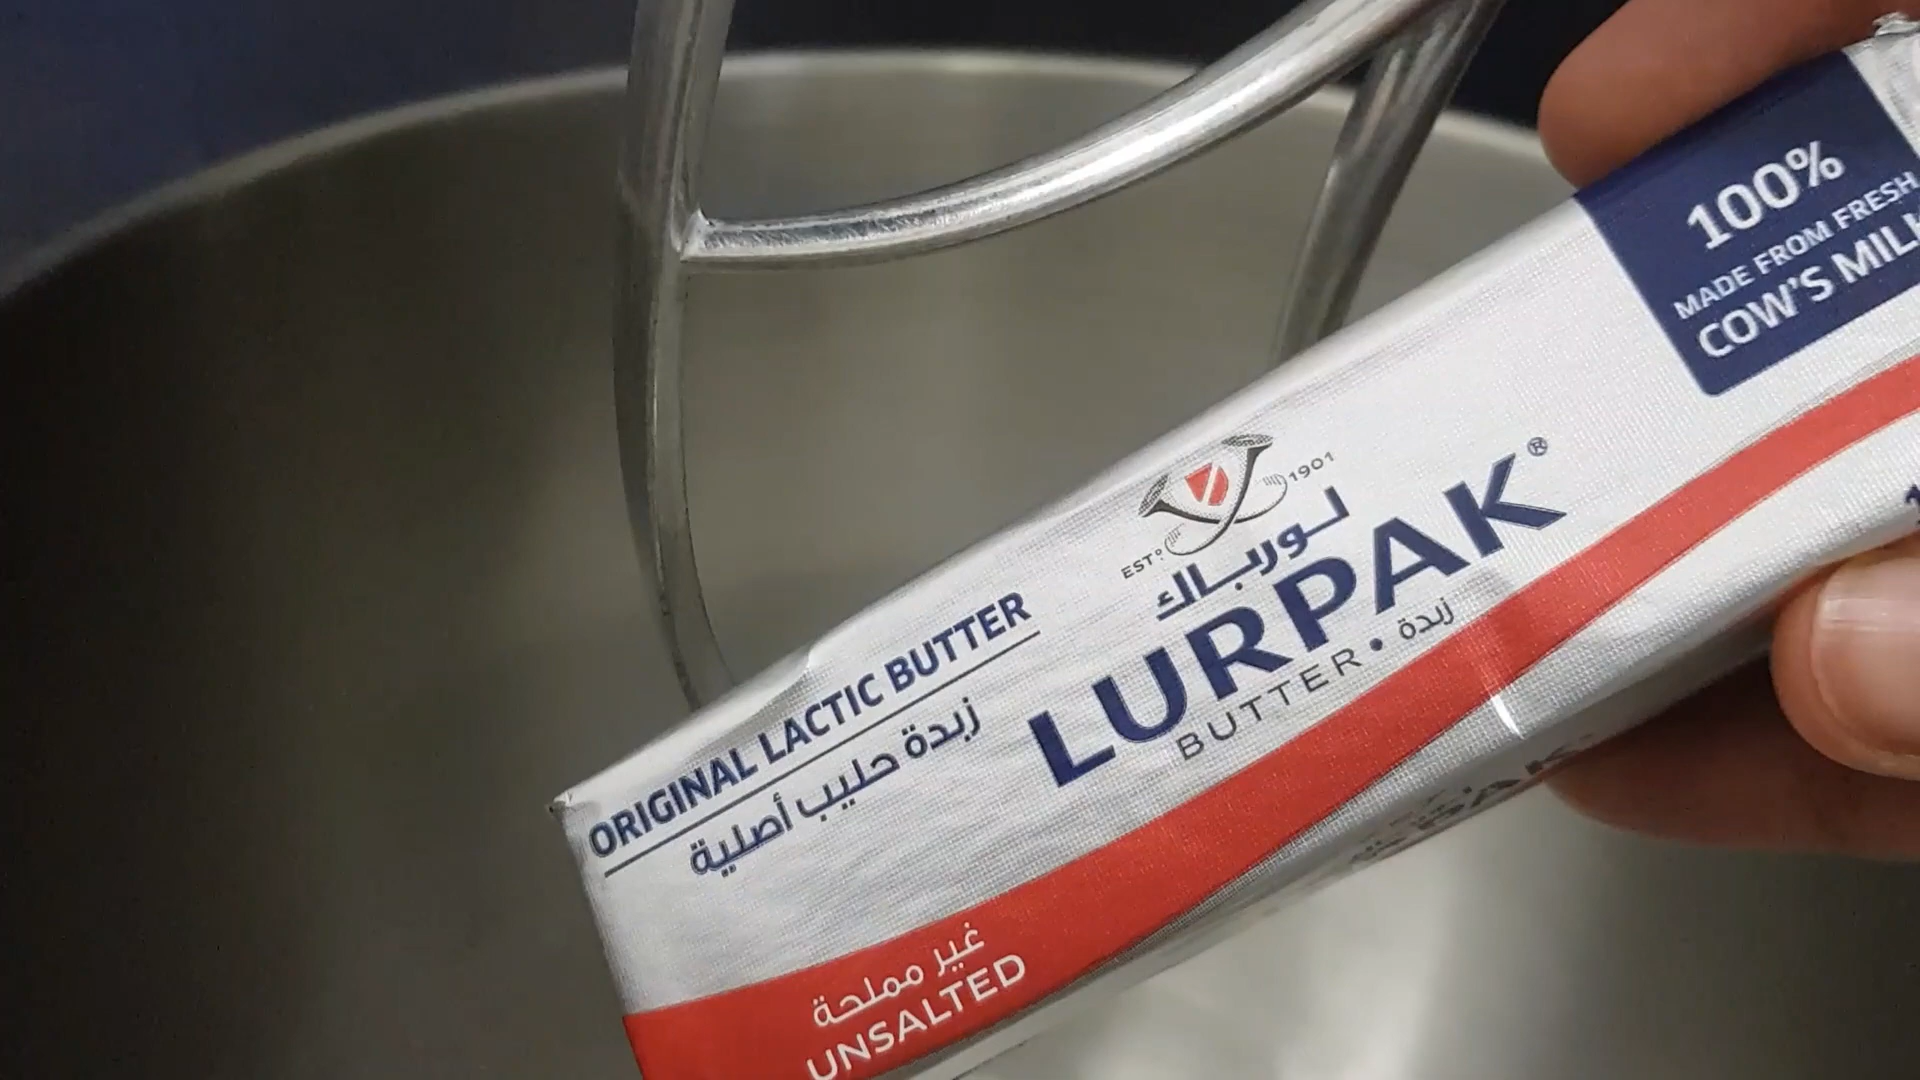 100%
MADE FROM FRESH
COW'S
EST° 1901
لورباك
LURPAK®
BUTTER • زبدة
ORIGINAL LACTIC BUTTER
زبدة حليب أصلية
غير مملحة
UNSALTED